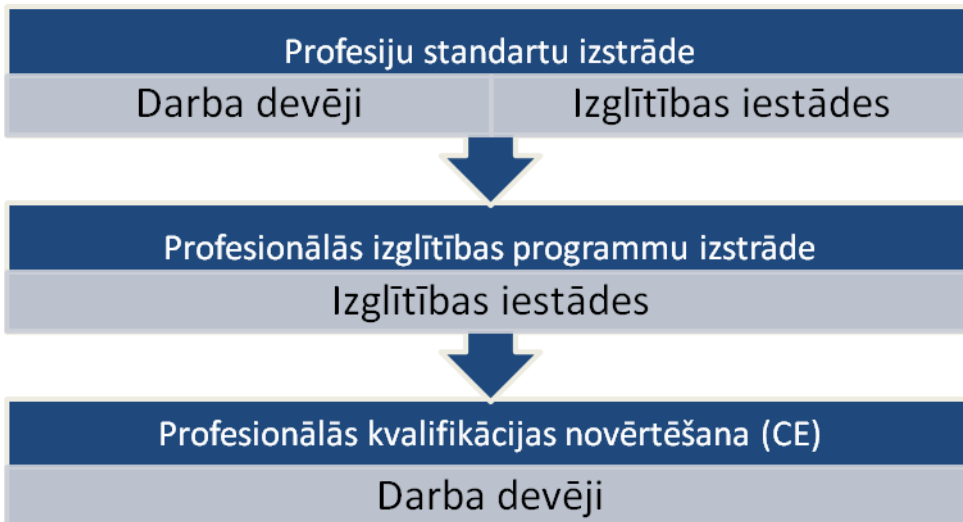 Profesiju standartu izstrāde
Darba devēji
Izglītības iestādes
Profesionālās izglītības programmu izstrāde
Izglītības iestādes
Profesionālās kvalifikācijas novērtēšana (CE)
Darba devēji